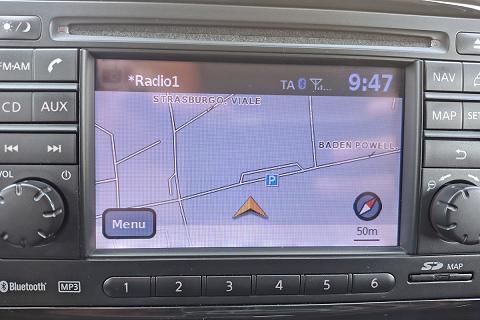 *Radio1 TA ... 9:47
FM•AM
NAV
STRASBURGO, VIALE
CD AUX
MAP SET
BADEN POWELL
P
VOL
Menu
50m
Bluetooth MP3
1 2 3 4 5 6
SD MAP